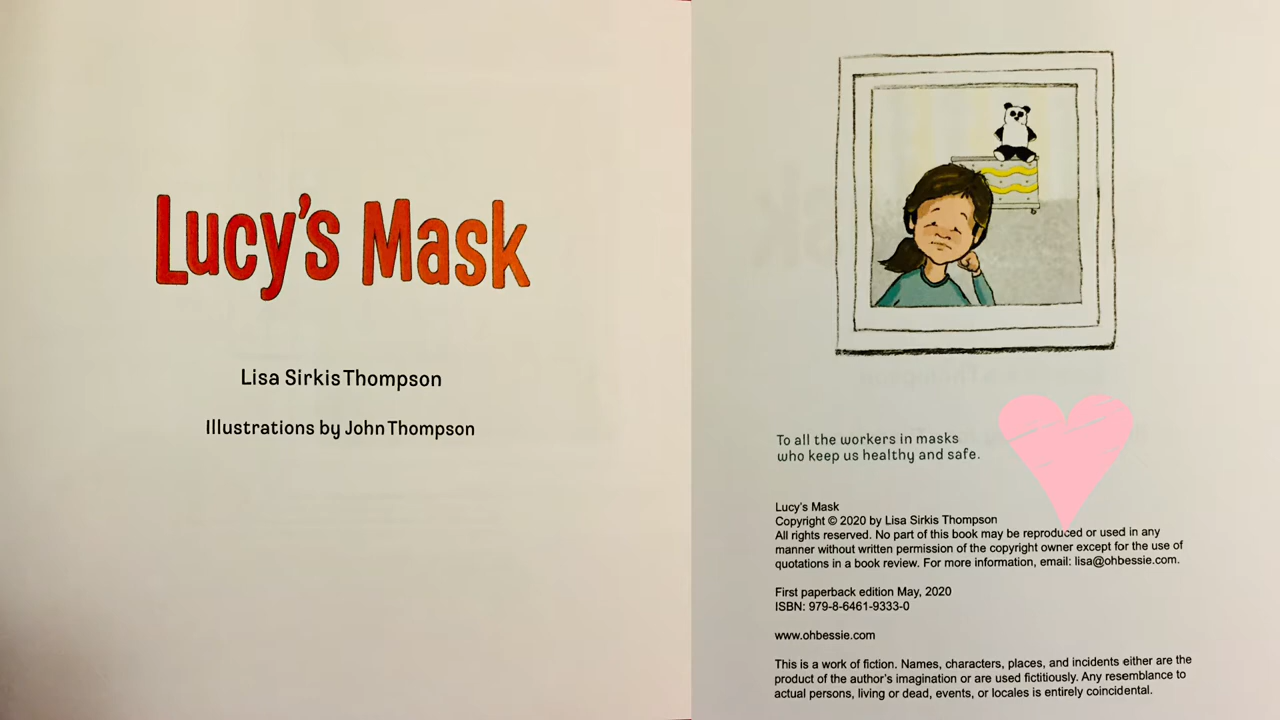 Lucy's Mask
Lisa Sirkis Thompson
Illustrations by John Thompson
To all the workers in masks
who keep us healthy and safe.
Lucy's Mask
Copyright © 2020 by Lisa Sirkis Thompson
All rights reserved. No part of this book may be reproduced or used in any
manner without written permission of the copyright owner except for the use of
quotations in a book review. For more information, email: lisa@ohbessie.com.
First paperback edition May, 2020
ISBN: 979-8-6461-9333-0
www.ohbessie.com
This is a work of fiction. Names, characters, places, and incidents either are the
product of the author's imagination or are used fictitiously. Any resemblance to
actual persons, living or dead, events, or locales is entirely coincidental.